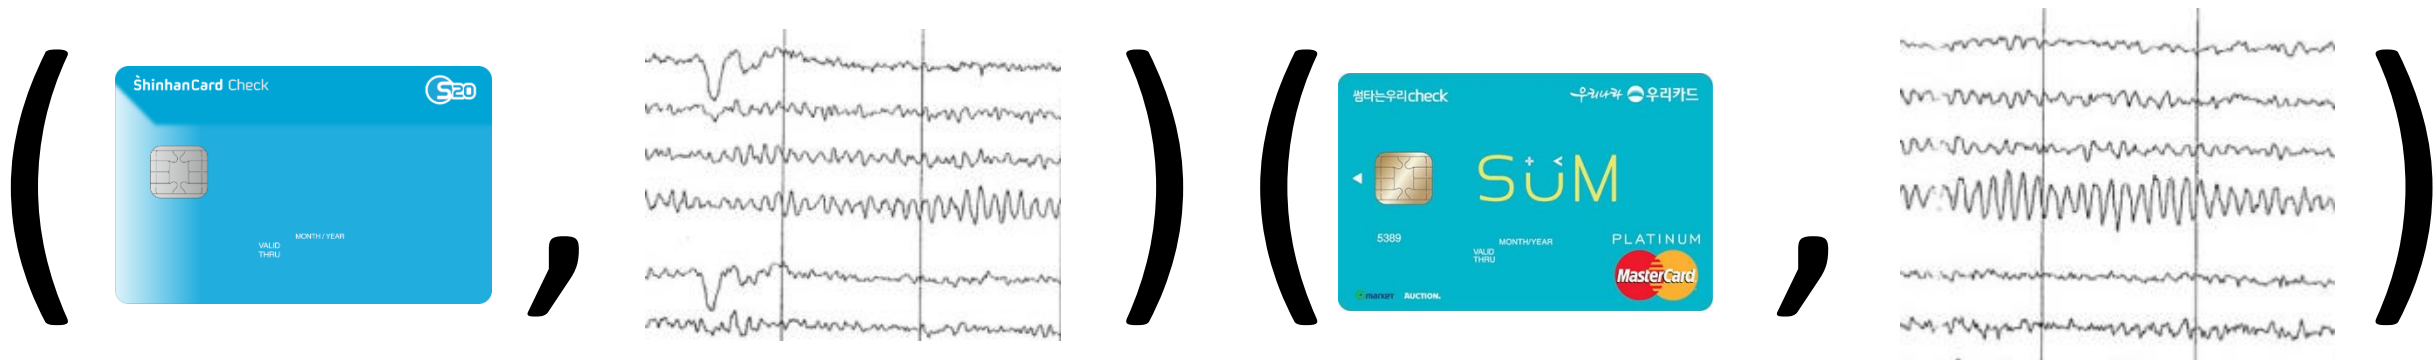 (
ShinhanCard Check
S20
MONTH / YEAR
VALID
THRU
,
)
(
썸타는우리check
우리나라 우리카드
SUM
5389
MONTH/YEAR
VALID
THRU
PLATINUM
MasterCard
Gmarket AUCTION.
,
)